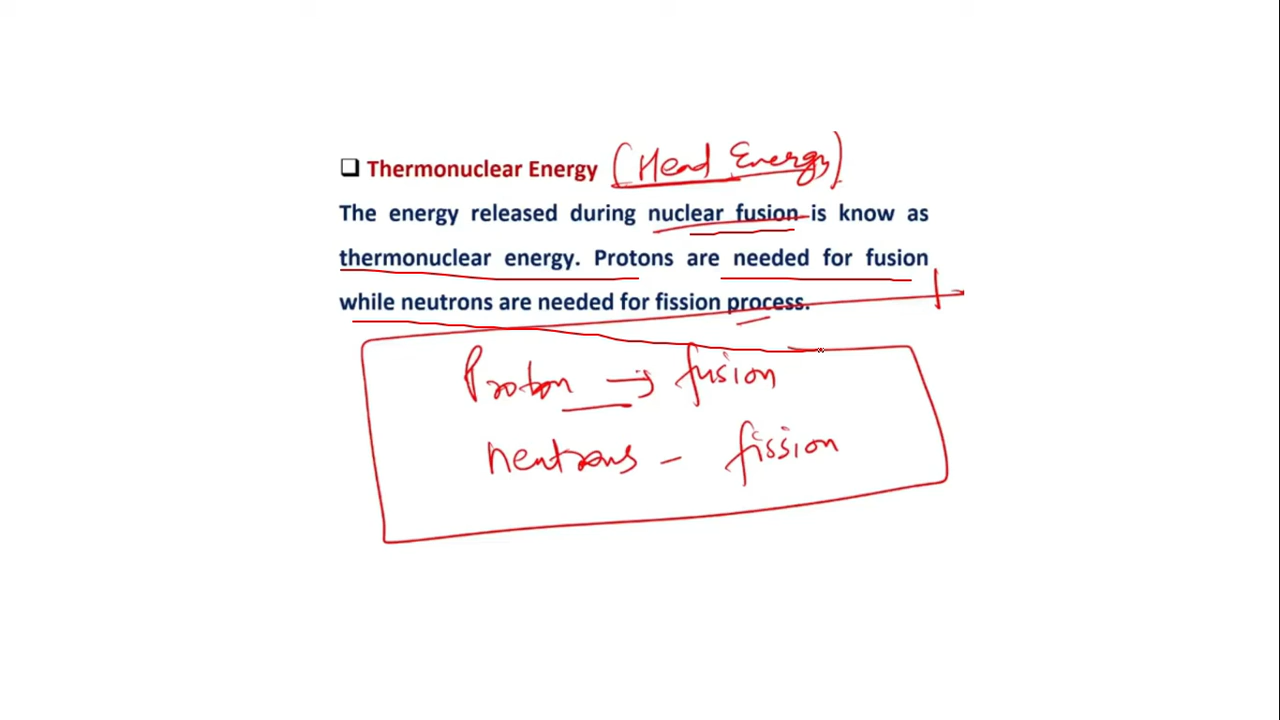 Thermonuclear Energy (Head Energy)
The energy released during nuclear fusion is know as
thermonuclear energy. Protons are needed for fusion
while neutrons are needed for fission process.
Proton → fusion
neutrons - fission